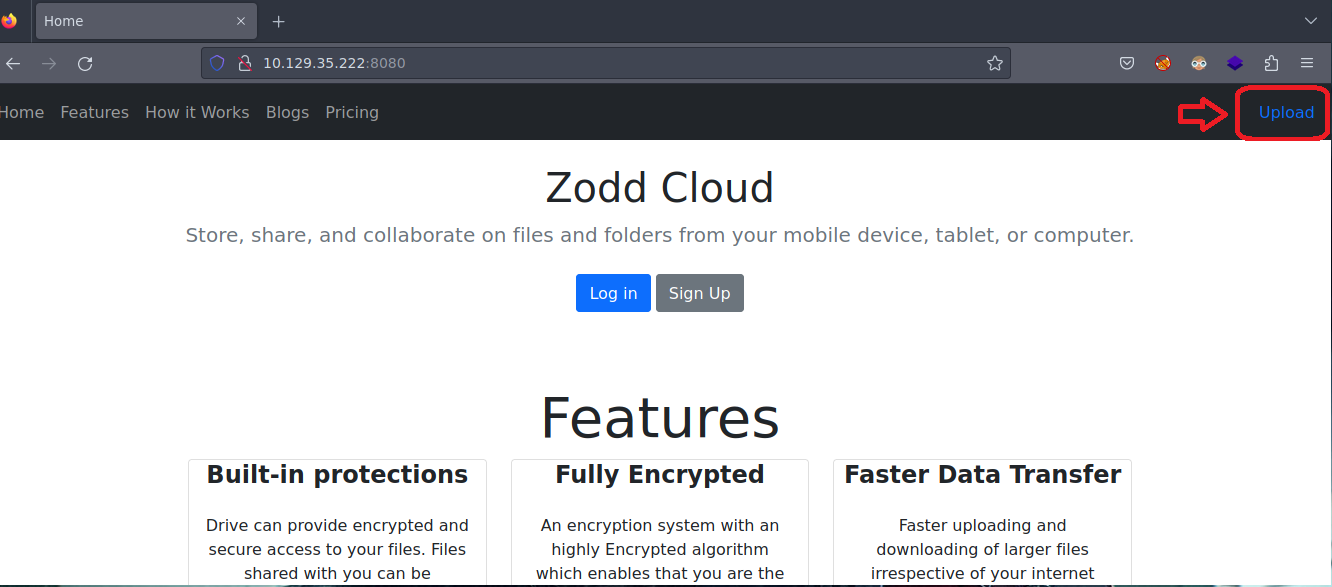 Home
10.129.35.222:8080
Home Features How it Works Blogs Pricing Upload
Zodd Cloud
Store, share, and collaborate on files and folders from your mobile device, tablet, or computer.
Log in Sign Up
Features
Built-in protections
Drive can provide encrypted and
secure access to your files. Files
shared with you can be
Fully Encrypted
An encryption system with an
highly Encrypted algorithm
which enables that you are the
Faster Data Transfer
Faster uploading and
downloading of larger files
irrespective of your internet